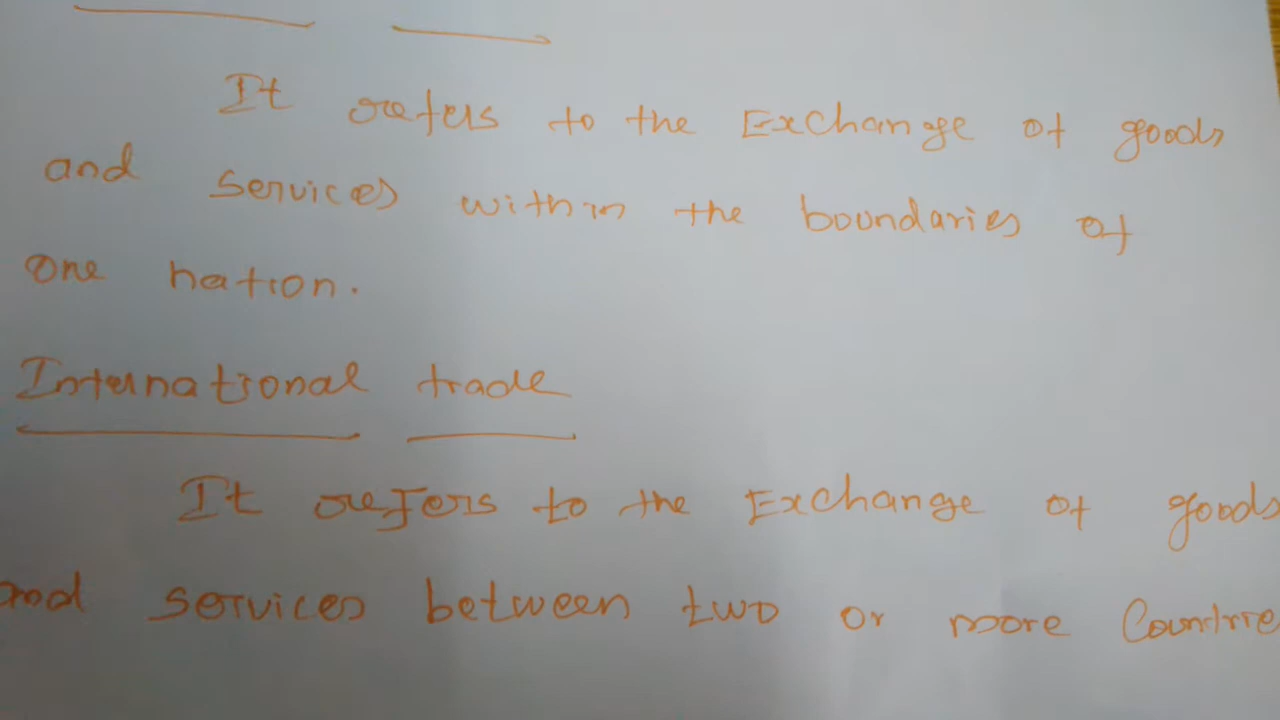 It refers to the Exchange of goods
and services within the boundaries of
one nation.
International trade
It refers to the Exchange of goods
and services between two or more Countrie